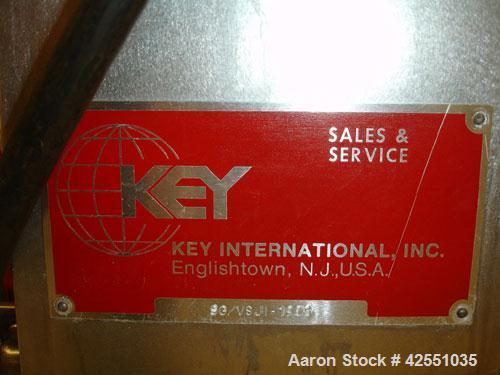 SALES &
SERVICE
KEY
KEY INTERNATIONAL, INC.
Englishtown, N.J., U.S.A.
Aaron Stock # 42551035